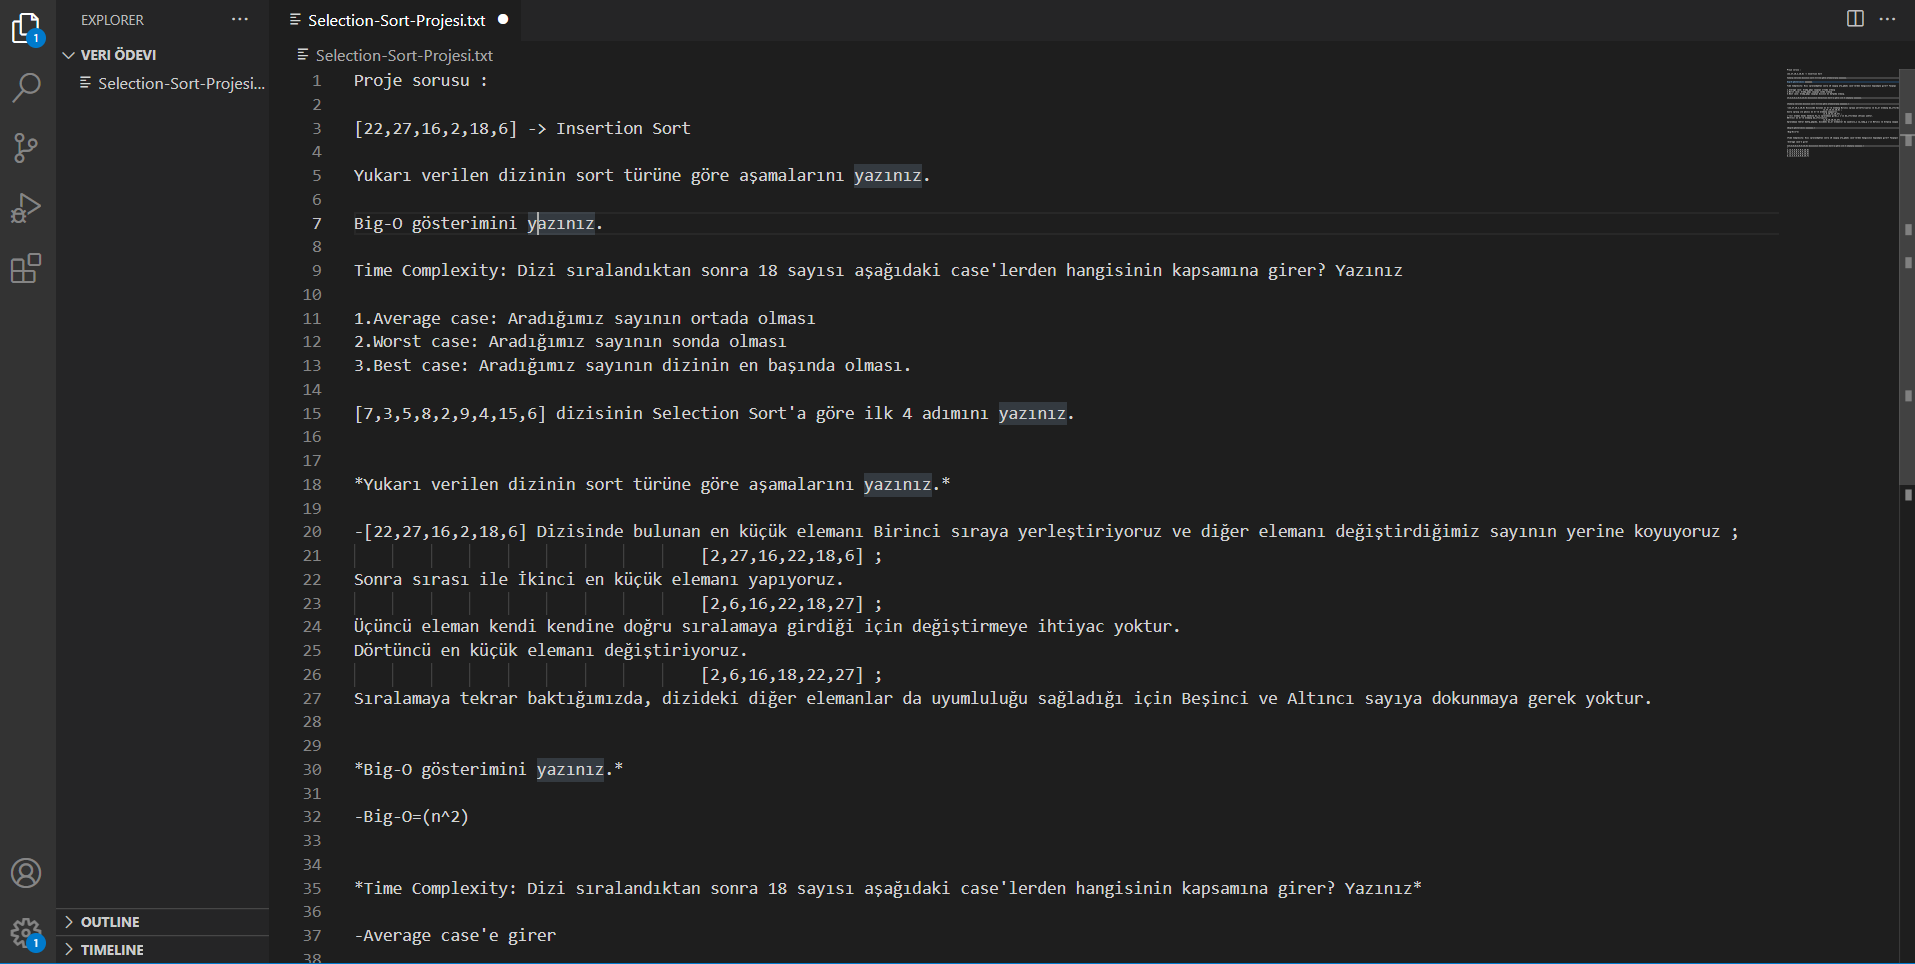 EXPLORER
Selection-Sort-Projesi.txt
VERI ÖDEVI
Selection-Sort-Projesi...
Selection-Sort-Projesi.txt
1 Proje sorusu :
2
3 [22,27,16,2,18,6] -> Insertion Sort
4
5 Yukarı verilen dizinin sort türüne göre aşamalarını yazınız.
6
7 Big-O gösterimini yazınız.
8
9 Time Complexity: Dizi sıralandıktan sonra 18 sayısı aşağıdaki case'lerden hangisinin kapsamına girer? Yazınız
10
11 1.Average case: Aradığımız sayının ortada olması
12 2.Worst case: Aradığımız sayının sonda olması
13 3.Best case: Aradığımız sayının dizinin en başında olması.
14
15 [7,3,5,8,2,9,4,15,6] dizisinin Selection Sort'a göre ilk 4 adımını yazınız.
16
17
18 *Yukarı verilen dizinin sort türüne göre aşamalarını yazınız.*
19
20 -[22,27,16,2,18,6] Dizisinde bulunan en küçük elemanı Birinci sıraya yerleştiriyoruz ve diğer elemanı değiştirdiğimiz sayının yerine koyuyoruz ;
21 [2,27,16,22,18,6] ;
22 Sonra sırası ile İkinci en küçük elemanı yapıyoruz.
23 [2,6,16,22,18,27] ;
24 Üçüncü eleman kendi kendine doğru sıralamaya girdiği için değiştirmeye ihtiyac yoktur.
25 Dörtüncü en küçük elemanı değiştiriyoruz.
26 [2,6,16,18,22,27] ;
27 Sıralamaya tekrar baktığımızda, dizideki diğer elemanlar da uyumluluğu sağladığı için Beşinci ve Altıncı sayıya dokunmaya gerek yoktur.
28
29
30 *Big-O gösterimini yazınız.*
31
32 -Big-O=(n^2)
33
34
35 *Time Complexity: Dizi sıralandıktan sonra 18 sayısı aşağıdaki case'lerden hangisinin kapsamına girer? Yazınız*
36
37 -Average case'e girer
38
1
1
OUTLINE
TIMELINE